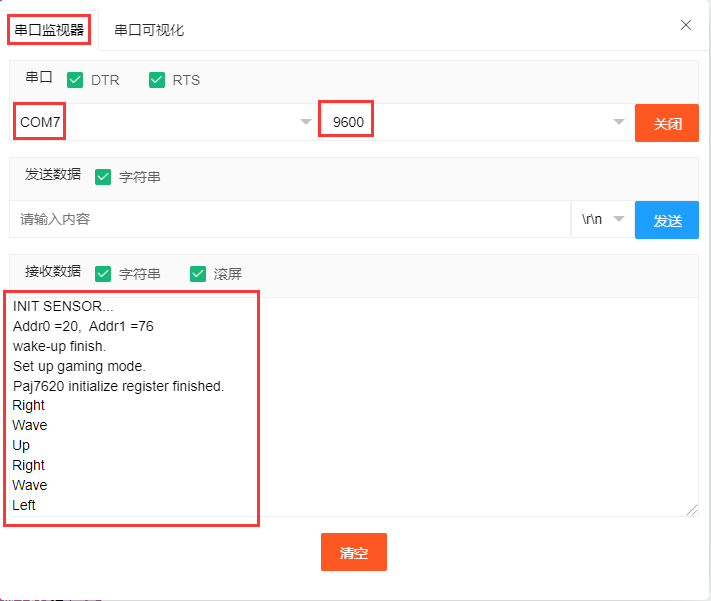 串口监视器 串口可视化
串口 DTR RTS
COM7 9600 关闭
发送数据 字符串
请输入内容 \r\n 发送
接收数据 字符串 滚屏
INIT SENSOR...
Addr0 =20,  Addr1 =76
wake-up finish.
Set up gaming mode.
Paj7620 initialize register finished.
Right
Wave
Up
Right
Wave
Left
清空